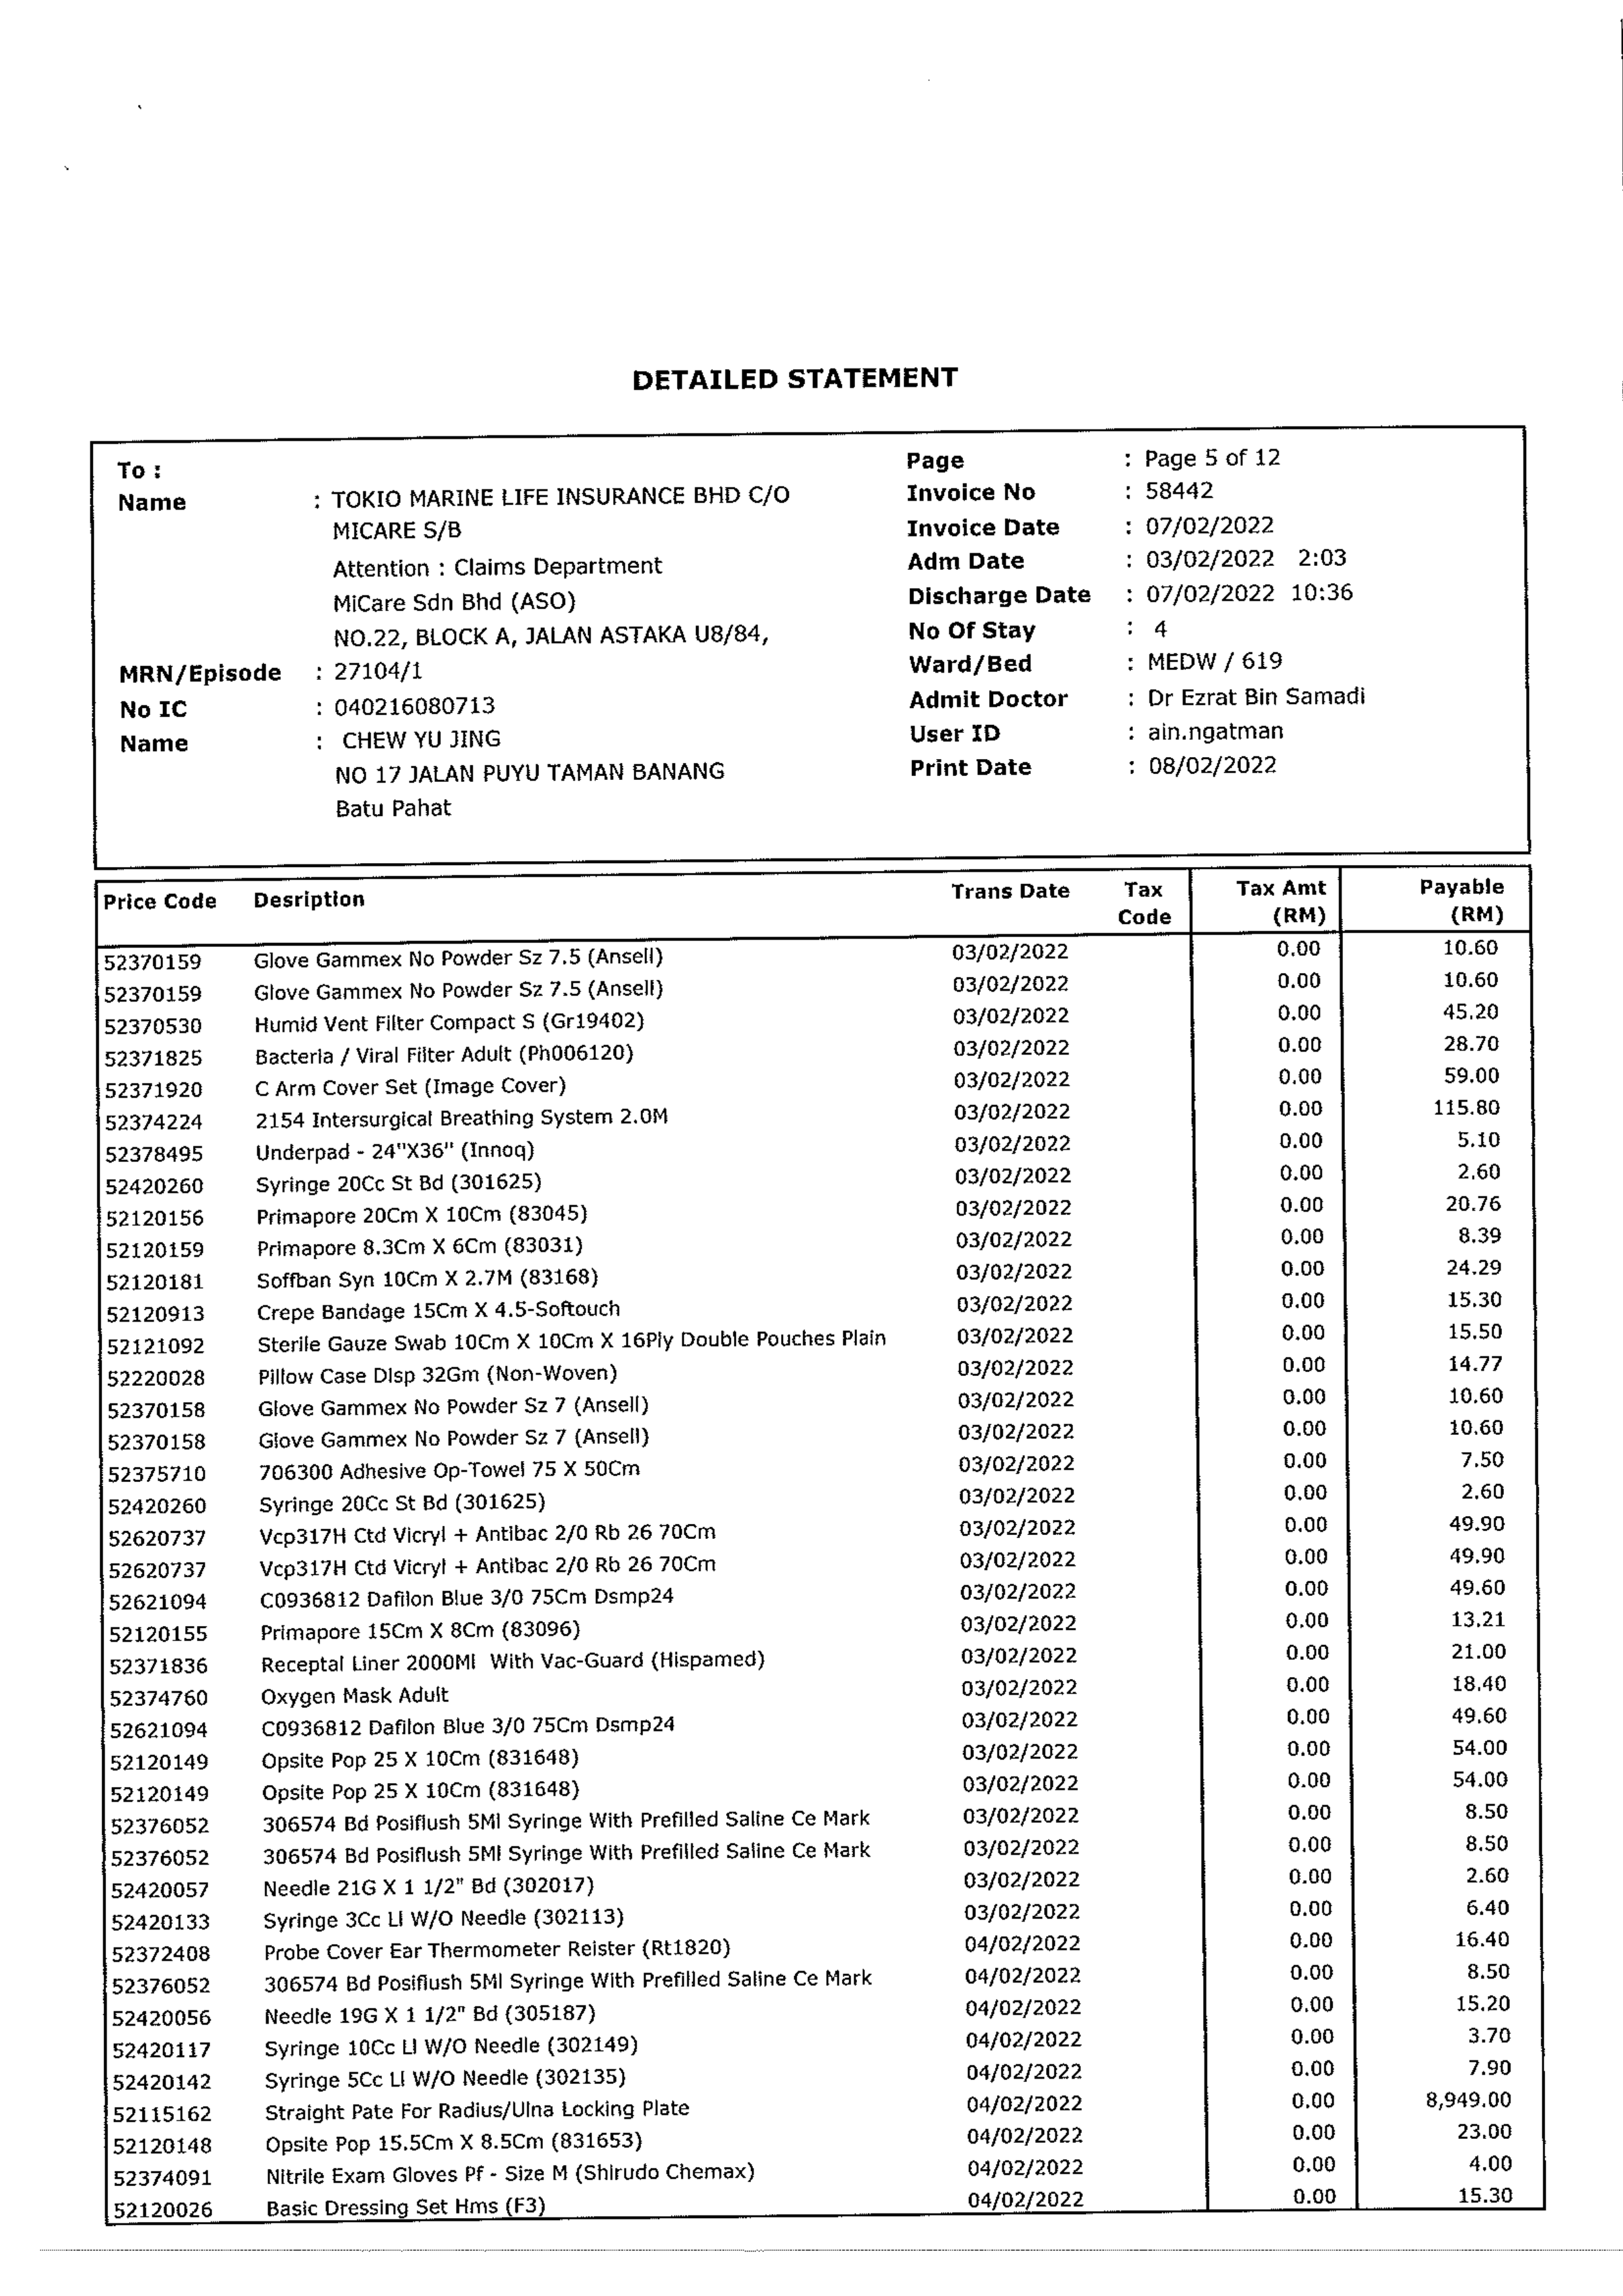 DETAILED STATEMENT
To :
Name : TOKIO MARINE LIFE INSURANCE BHD C/O
MICARE S/B
Attention : Claims Department
MiCare Sdn Bhd (ASO)
NO.22, BLOCK A, JALAN ASTAKA U8/84,
MRN/Episode : 27104/1
No IC : 040216080713
Name : CHEW YU JING
NO 17 JALAN PUYU TAMAN BANANG
Batu Pahat
Page : Page 5 of 12
Invoice No : 58442
Invoice Date : 07/02/2022
Adm Date : 03/02/2022 2:03
Discharge Date : 07/02/2022 10:36
No Of Stay : 4
Ward/Bed : MEDW / 619
Admit Doctor : Dr Ezrat Bin Samadi
User ID : ain.ngatman
Print Date : 08/02/2022
Price Code Desription Trans Date Tax Code Tax Amt (RM) Payable (RM)
52370159 Glove Gammex No Powder Sz 7.5 (Ansell) 03/02/2022 0.00 10.60
52370159 Glove Gammex No Powder Sz 7.5 (Ansell) 03/02/2022 0.00 10.60
52370530 Humid Vent Filter Compact S (Gr19402) 03/02/2022 0.00 45.20
52371825 Bacteria / Viral Filter Adult (Ph006120) 03/02/2022 0.00 28.70
52371920 C Arm Cover Set (Image Cover) 03/02/2022 0.00 59.00
52374224 2154 Intersurgical Breathing System 2.0M 03/02/2022 0.00 115.80
52378495 Underpad - 24"X36" (Innoq) 03/02/2022 0.00 5.10
52420260 Syringe 20Cc St Bd (301625) 03/02/2022 0.00 2.60
52120156 Primapore 20Cm X 10Cm (83045) 03/02/2022 0.00 20.76
52120159 Primapore 8.3Cm X 6Cm (83031) 03/02/2022 0.00 8.39
52120181 Soffban Syn 10Cm X 2.7M (83168) 03/02/2022 0.00 24.29
52120913 Crepe Bandage 15Cm X 4.5-Softouch 03/02/2022 0.00 15.30
52121092 Sterile Gauze Swab 10Cm X 10Cm X 16Ply Double Pouches Plain 03/02/2022 0.00 15.50
52220028 Pillow Case Disp 32Gm (Non-Woven) 03/02/2022 0.00 14.77
52370158 Glove Gammex No Powder Sz 7 (Ansell) 03/02/2022 0.00 10.60
52370158 Glove Gammex No Powder Sz 7 (Ansell) 03/02/2022 0.00 10.60
52375710 706300 Adhesive Op-Towel 75 X 50Cm 03/02/2022 0.00 7.50
52420260 Syringe 20Cc St Bd (301625) 03/02/2022 0.00 2.60
52620737 Vcp317H Ctd Vicryl + Antibac 2/0 Rb 26 70Cm 03/02/2022 0.00 49.90
52620737 Vcp317H Ctd Vicryl + Antibac 2/0 Rb 26 70Cm 03/02/2022 0.00 49.90
52621094 C0936812 Dafilon Blue 3/0 75Cm Dsmp24 03/02/2022 0.00 49.60
52120155 Primapore 15Cm X 8Cm (83096) 03/02/2022 0.00 13.21
52371836 Receptal Liner 2000Ml With Vac-Guard (Hispamed) 03/02/2022 0.00 21.00
52374760 Oxygen Mask Adult 03/02/2022 0.00 18.40
52621094 C0936812 Dafilon Blue 3/0 75Cm Dsmp24 03/02/2022 0.00 49.60
52120149 Opsite Pop 25 X 10Cm (831648) 03/02/2022 0.00 54.00
52120149 Opsite Pop 25 X 10Cm (831648) 03/02/2022 0.00 54.00
52376052 306574 Bd Posiflush 5Ml Syringe With Prefilled Saline Ce Mark 03/02/2022 0.00 8.50
52376052 306574 Bd Posiflush 5Ml Syringe With Prefilled Saline Ce Mark 03/02/2022 0.00 8.50
52420057 Needle 21G X 1 1/2" Bd (302017) 03/02/2022 0.00 2.60
52420133 Syringe 3Cc Ll W/O Needle (302113) 03/02/2022 0.00 6.40
52372408 Probe Cover Ear Thermometer Reister (Rt1820) 04/02/2022 0.00 16.40
52376052 306574 Bd Posiflush 5Ml Syringe With Prefilled Saline Ce Mark 04/02/2022 0.00 8.50
52420056 Needle 19G X 1 1/2" Bd (305187) 04/02/2022 0.00 15.20
52420117 Syringe 10Cc Ll W/O Needle (302149) 04/02/2022 0.00 3.70
52420142 Syringe 5Cc Ll W/O Needle (302135) 04/02/2022 0.00 7.90
52115162 Straight Pate For Radius/Ulna Locking Plate 04/02/2022 0.00 8,949.00
52120148 Opsite Pop 15.5Cm X 8.5Cm (831653) 04/02/2022 0.00 23.00
52374091 Nitrile Exam Gloves Pf - Size M (Shirudo Chemax) 04/02/2022 0.00 4.00
52120026 Basic Dressing Set Hms (F3) 04/02/2022 0.00 15.30